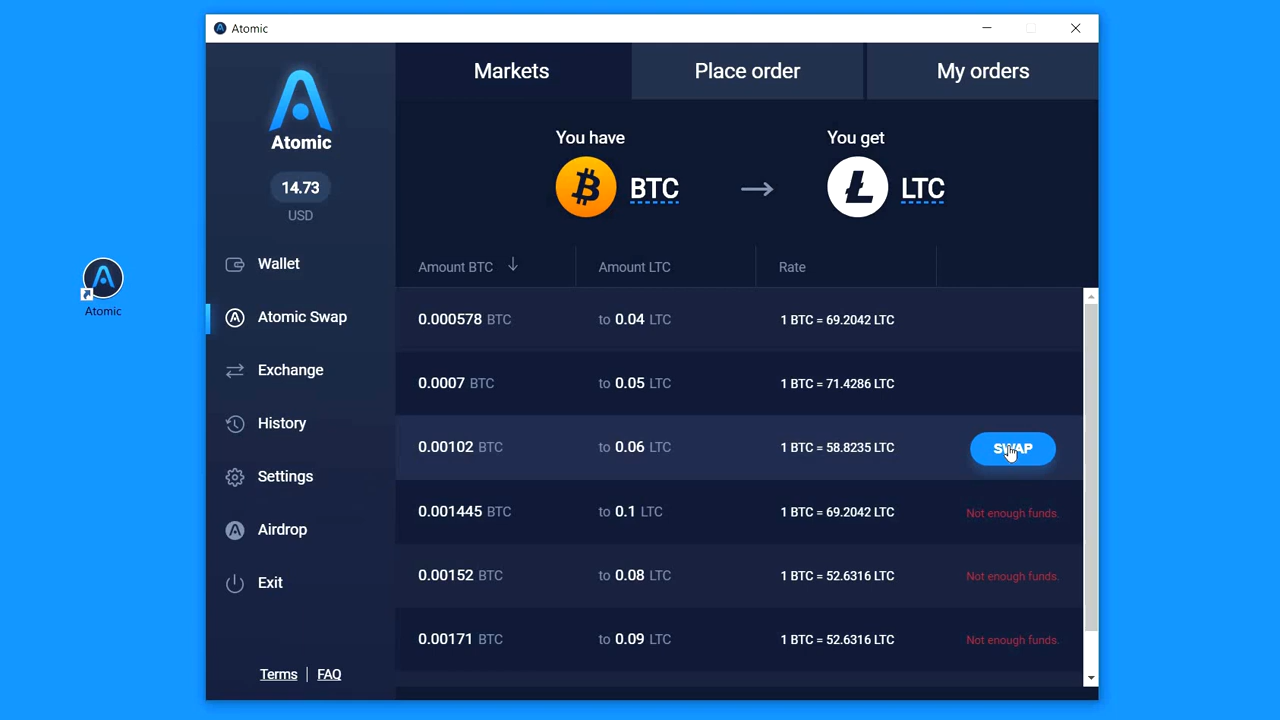 Atomic
Markets
Place order
My orders
Atomic
14.73
USD
Wallet
Atomic Swap
Exchange
History
Settings
Airdrop
Exit
Terms | FAQ
You have
BTC
You get
LTC
Amount BTC
Amount LTC
Rate
0.000578 BTC to 0.04 LTC 1 BTC = 69.2042 LTC
0.0007 BTC to 0.05 LTC 1 BTC = 71.4286 LTC
0.00102 BTC to 0.06 LTC 1 BTC = 58.8235 LTC SWAP
0.001445 BTC to 0.1 LTC 1 BTC = 69.2042 LTC Not enough funds.
0.00152 BTC to 0.08 LTC 1 BTC = 52.6316 LTC Not enough funds.
0.00171 BTC to 0.09 LTC 1 BTC = 52.6316 LTC Not enough funds.
Atomic